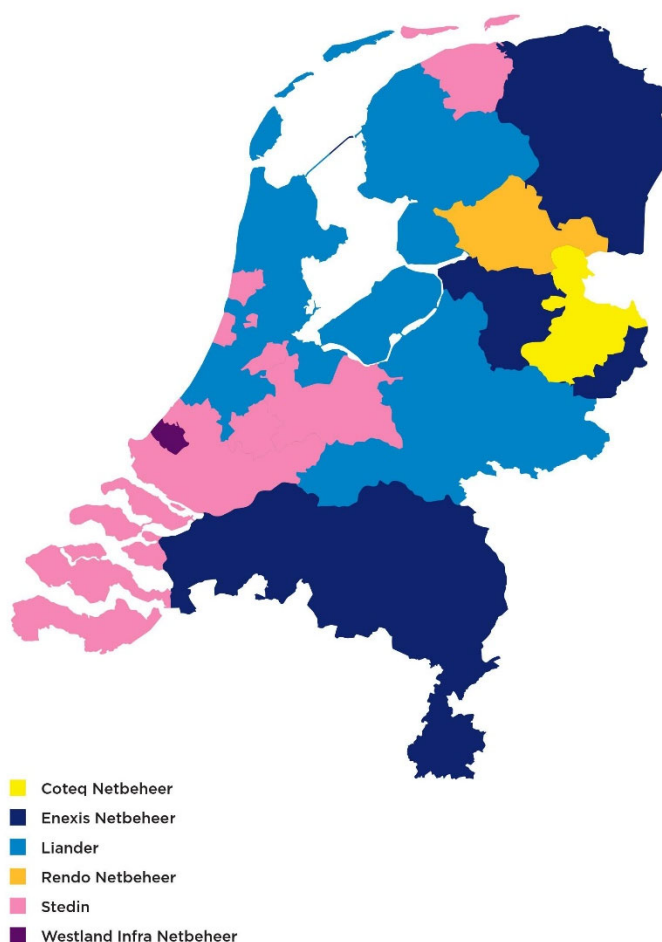 Coteq Netbeheer
Enexis Netbeheer
Liander
Rendo Netbeheer
Stedin
Westland Infra Netbeheer